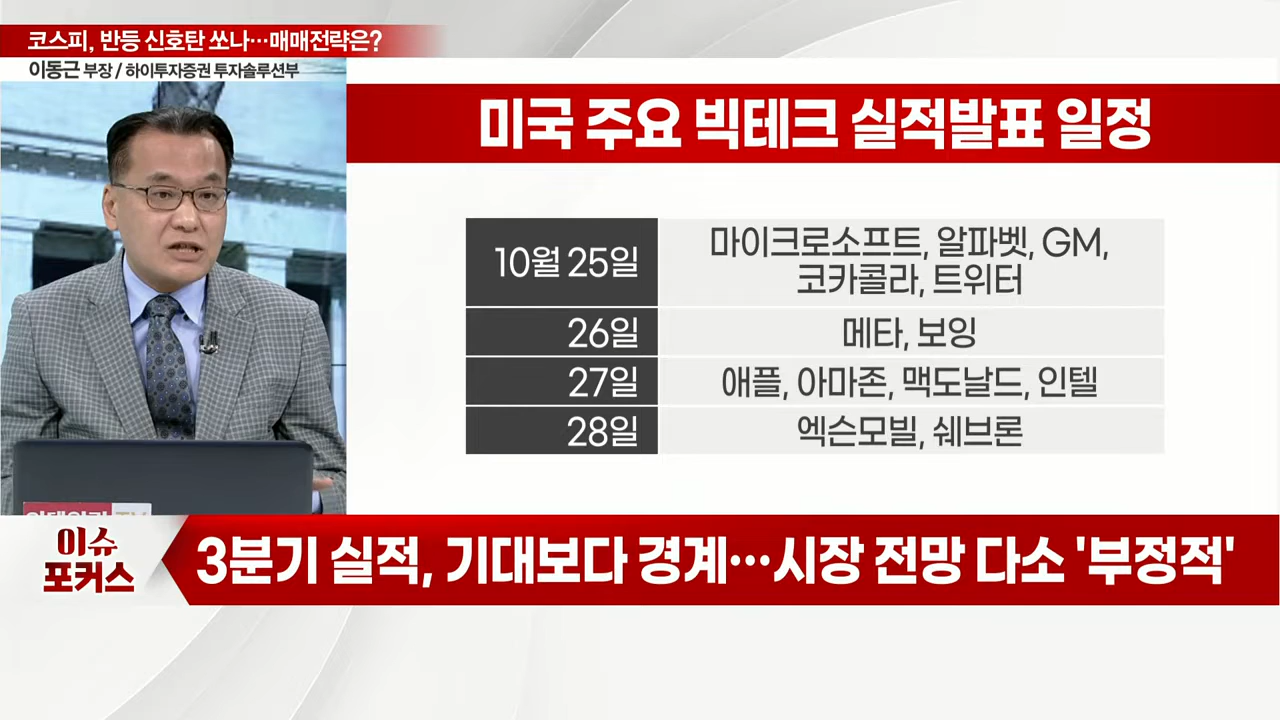 코스피, 반등 신호탄 쏘나…매매전략은?
이동근 부장 / 하이투자증권 투자솔루션부
미국 주요 빅테크 실적발표 일정
10월 25일
마이크로소프트, 알파벳, GM,
코카콜라, 트위터
26일
메타, 보잉
27일
애플, 아마존, 맥도날드, 인텔
28일
엑슨모빌, 쉐브론
이슈
포커스
3분기 실적, 기대보다 경계…시장 전망 다소 '부정적'